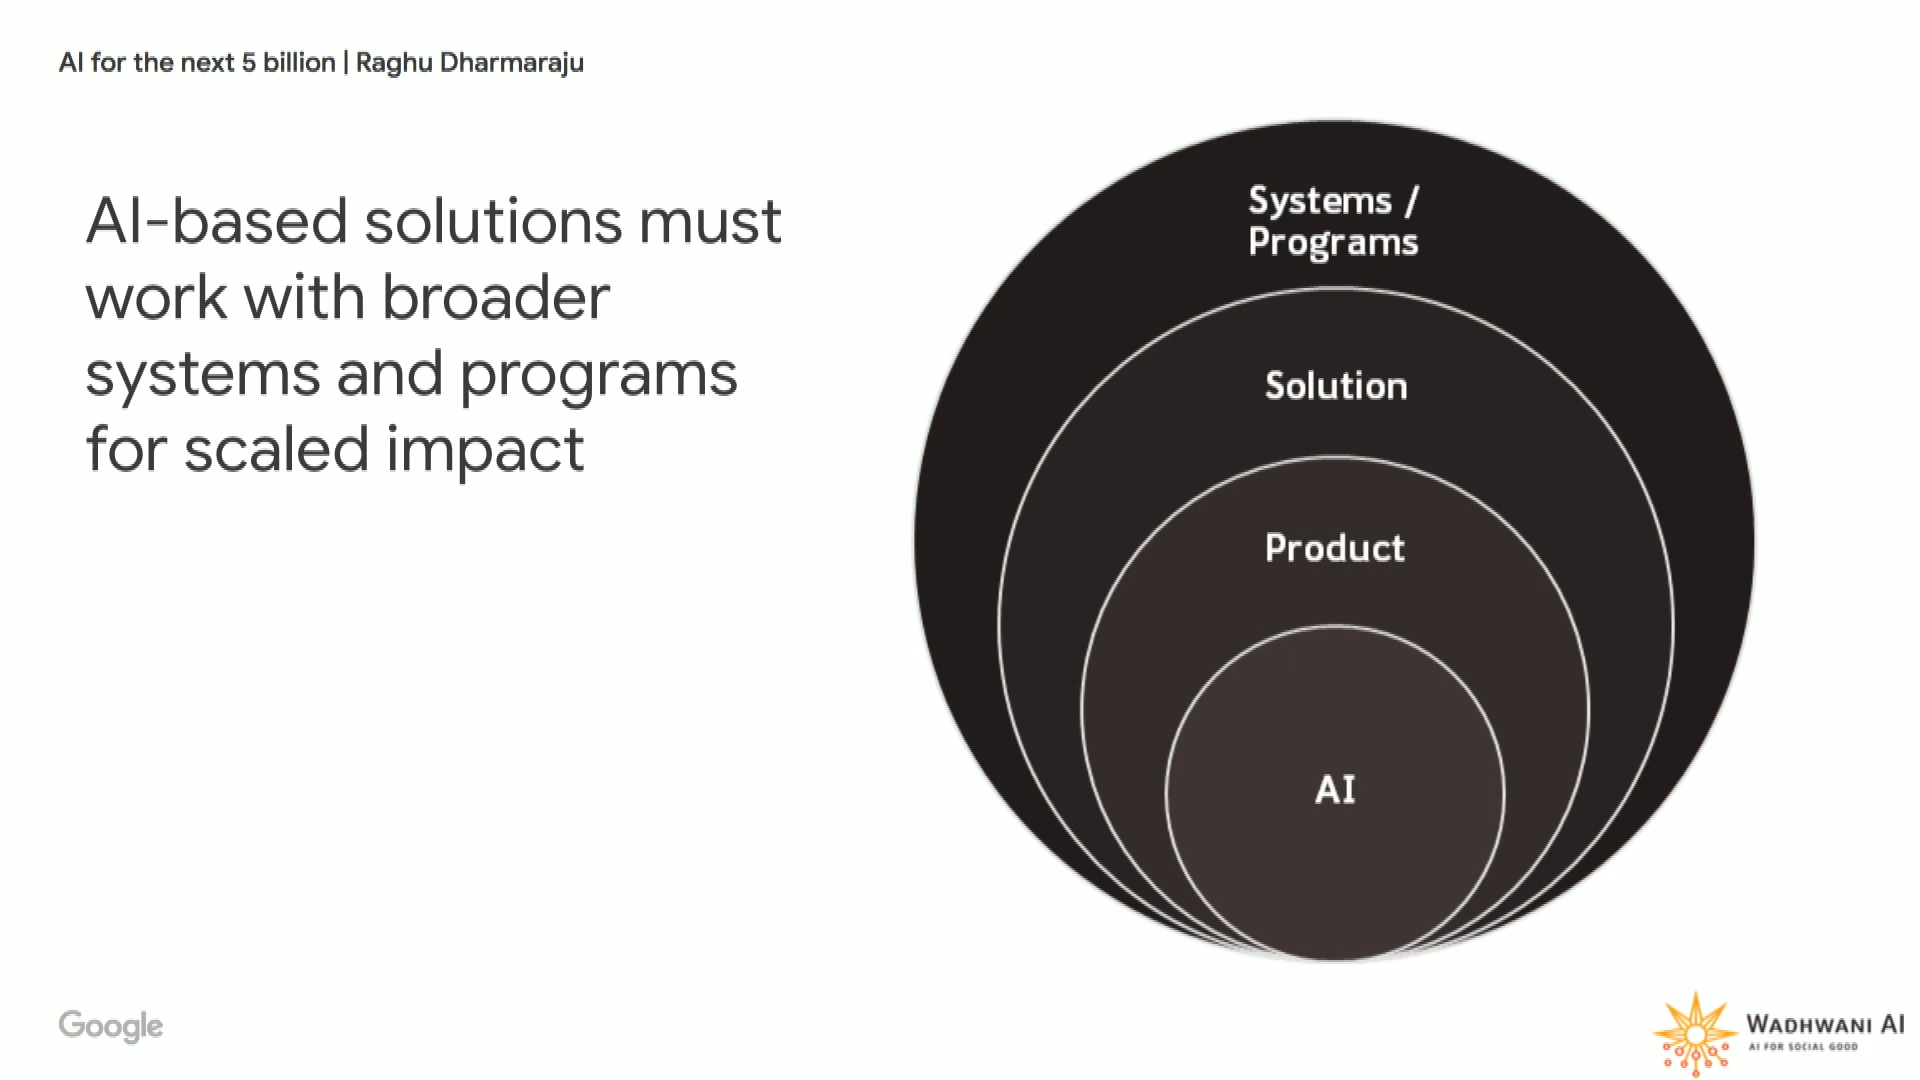 AI for the next 5 billion | Raghu Dharmaraju
AI-based solutions must
work with broader
systems and programs
for scaled impact
Systems /
Programs
Solution
Product
AI
Google
WADHWANI AI
AI FOR SOCIAL GOOD